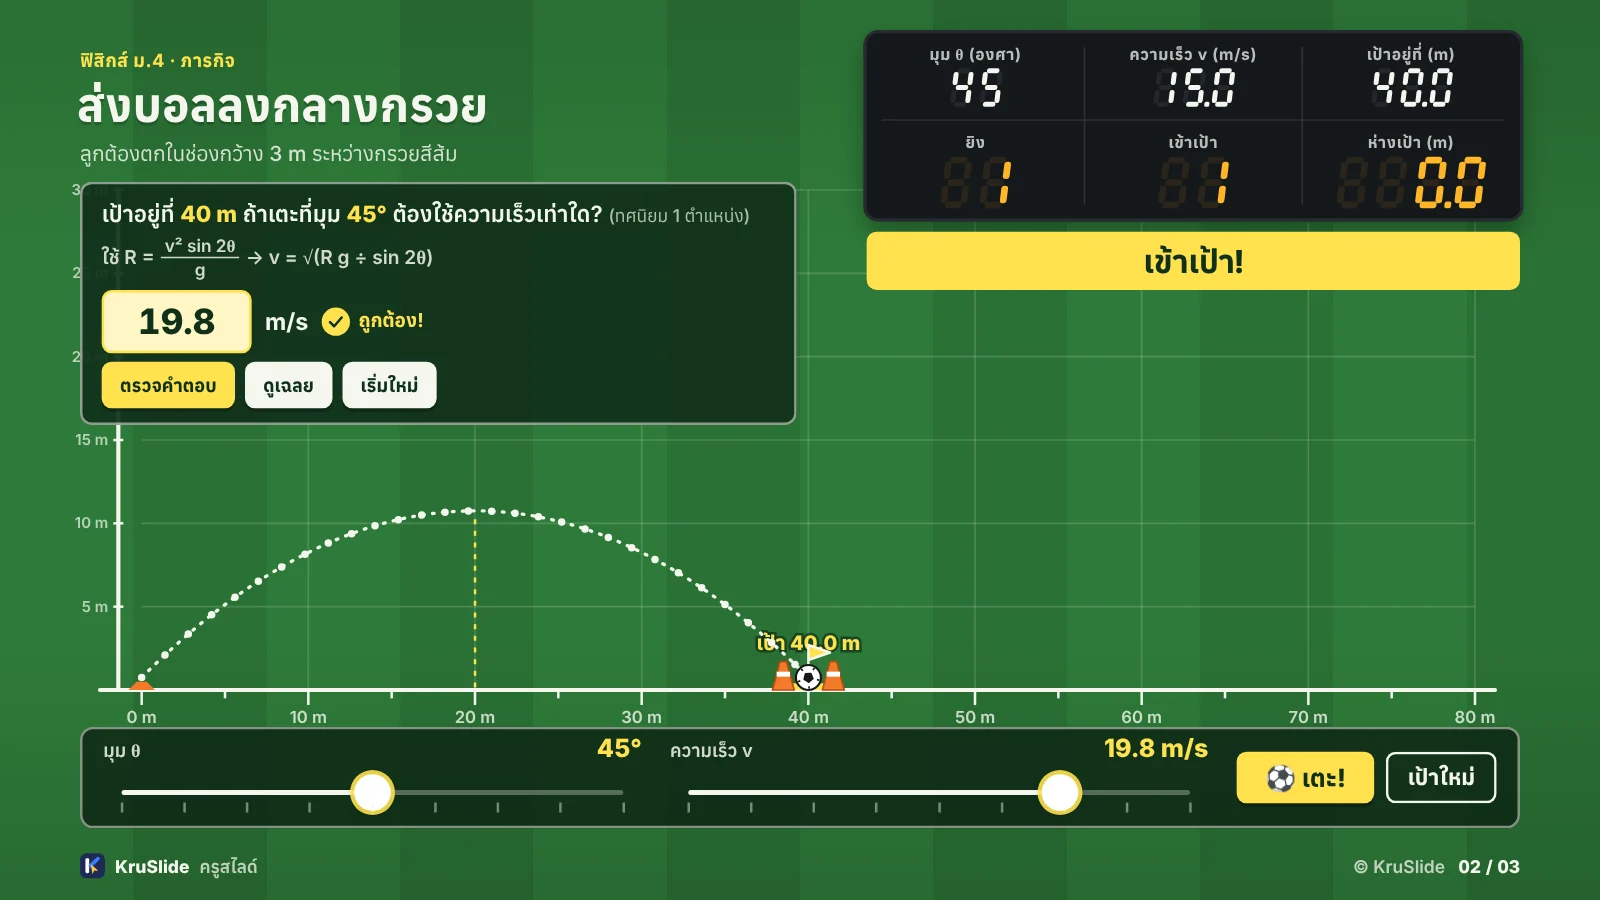 ฟิสิกส์ ม.4 · ภารกิจ
ส่งบอลลงกลางกรวย
ลูกต้องตกในช่องกว้าง 3 m ระหว่างกรวยสีส้ม
มุม θ (องศา) ความเร็ว v (m/s) เป้าอยู่ที่ (m)
45 15.0 40.0
ยิง เข้าเป้า ห่างเป้า (m)
1 1 0.0
เข้าเป้า!
เป้าอยู่ที่ 40 m ถ้าเตะที่มุม 45° ต้องใช้ความเร็วเท่าใด? (ทศนิยม 1 ตำแหน่ง)
ใช้ R = v² sin 2θ / g → v = √(R g ÷ sin 2θ)
19.8 m/s ถูกต้อง!
ตรวจคำตอบ ดูเฉลย เริ่มใหม่
15 m
10 m
5 m
เป้า 40.0 m
0 m 10 m 20 m 30 m 40 m 50 m 60 m 70 m 80 m
มุม θ 45° ความเร็ว v 19.8 m/s
เตะ! เป้าใหม่
KruSlide ครูสไลด์
© KruSlide 02 / 03